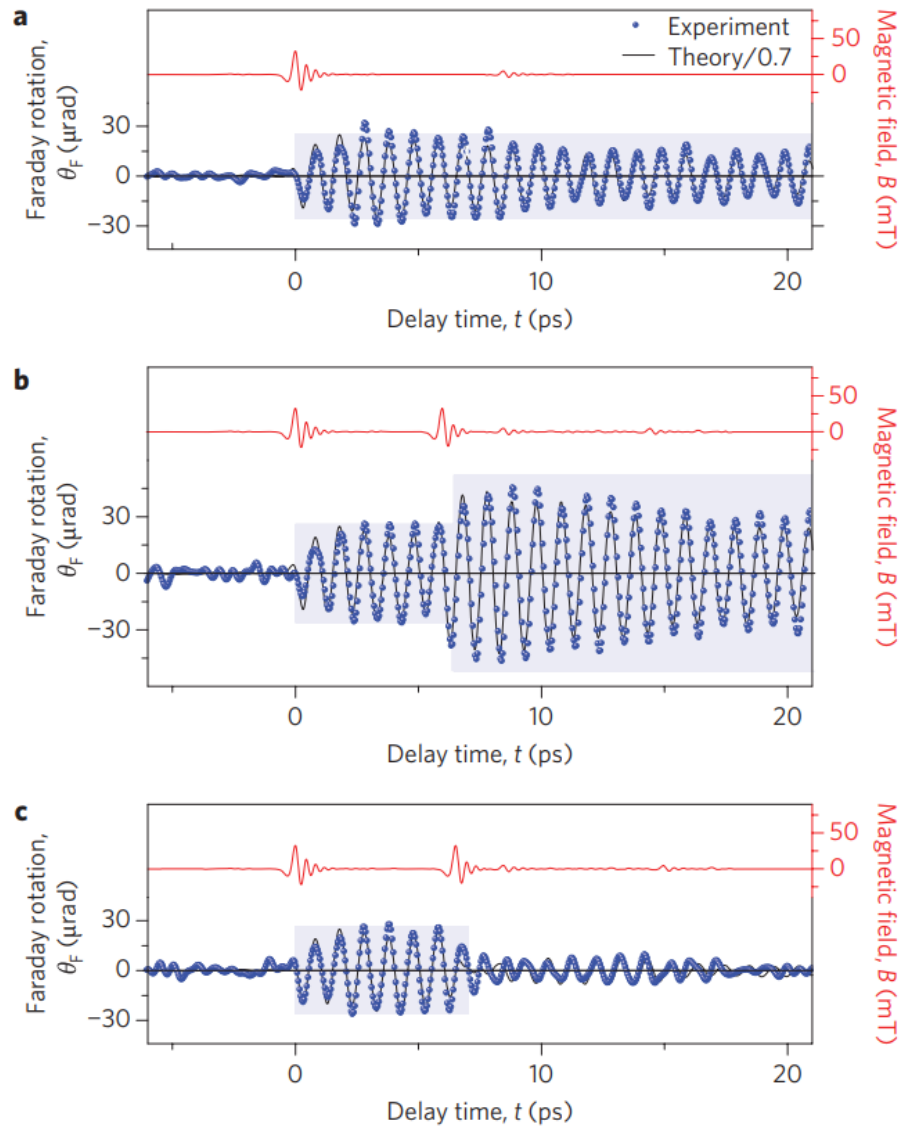 a
Experiment
Theory/0.7
50
0
Magnetic field, B (mT)
30
0
−30
Faraday rotation,
θF (µrad)
0
10
20
Delay time, t (ps)
b
50
0
Magnetic field, B (mT)
30
0
−30
Faraday rotation,
θF (µrad)
0
10
20
Delay time, t (ps)
c
50
0
Magnetic field, B (mT)
30
0
−30
Faraday rotation,
θF (µrad)
0
10
20
Delay time, t (ps)